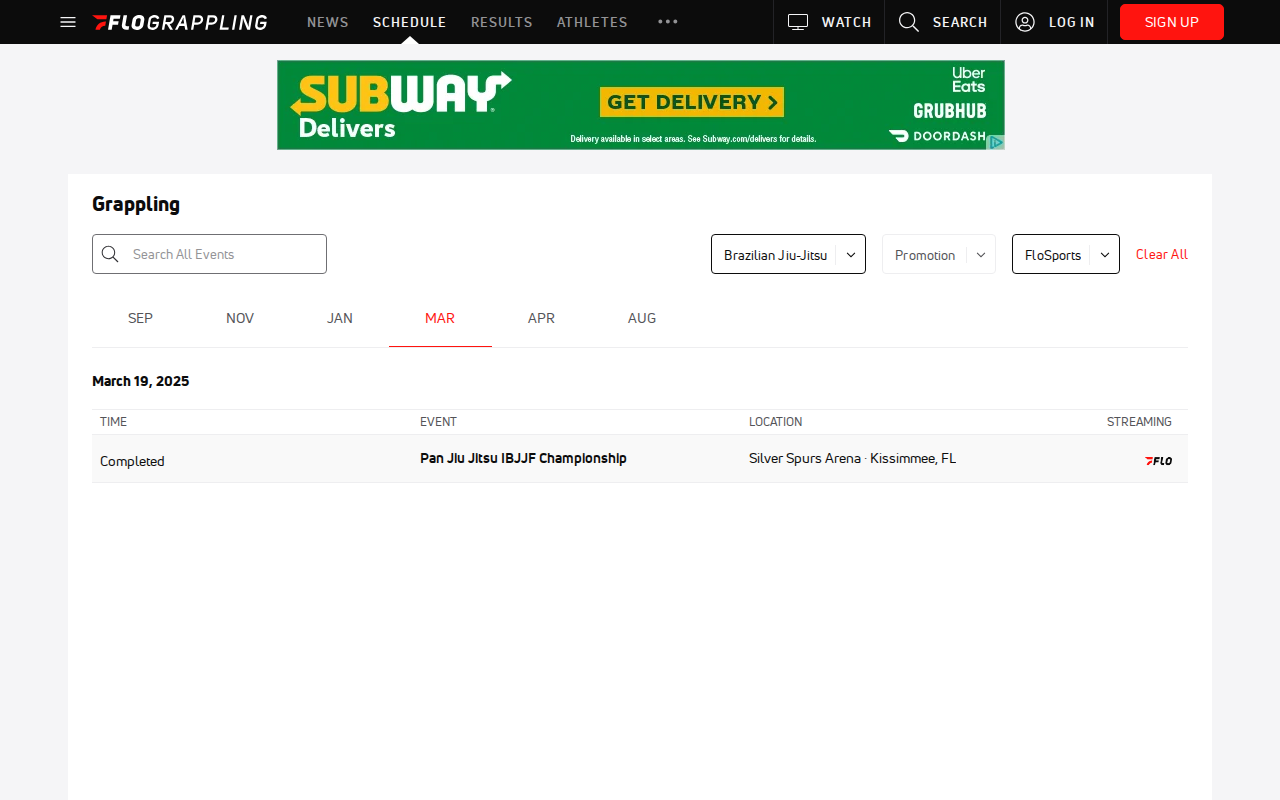 FLOGRAPPLING NEWS SCHEDULE RESULTS ATHLETES ••• WATCH SEARCH LOG IN SIGN UP
SUBWAY®
Delivers
GET DELIVERY >
Delivery available in select areas. See Subway.com/delivers for details.
Uber
Eats
GRUBHUB
DOORDASH
Grappling
Search All Events
Brazilian Jiu-Jitsu Promotion FloSports Clear All
SEP NOV JAN MAR APR AUG
March 19, 2025
TIME EVENT LOCATION STREAMING
Completed Pan Jiu Jitsu IBJJF Championship Silver Spurs Arena · Kissimmee, FL FLO